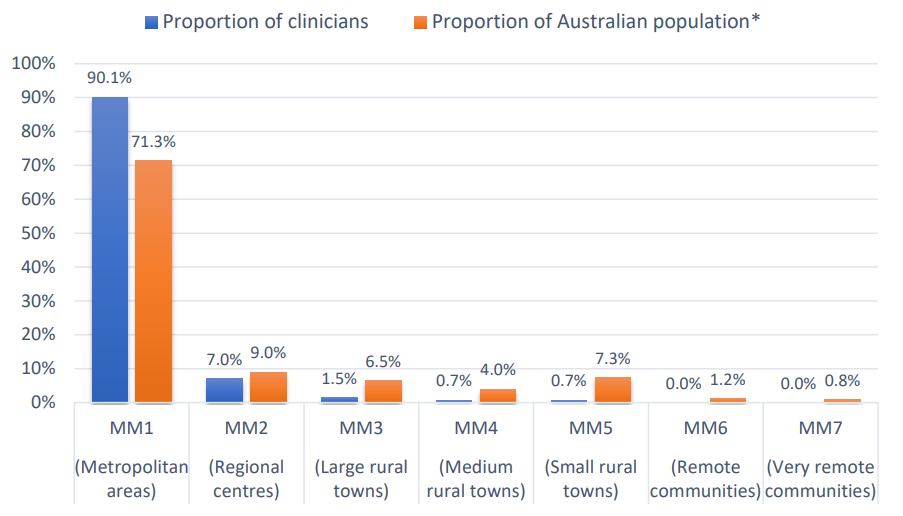 Proportion of clinicians Proportion of Australian population*
100%
90%
80%
70%
60%
50%
40%
30%
20%
10%
0%
90.1%
71.3%
7.0% 9.0%
1.5% 6.5%
0.7% 4.0%
0.7% 7.3%
0.0% 1.2%
0.0% 0.8%
MM1
(Metropolitan
areas)
MM2
(Regional
centres)
MM3
(Large rural
towns)
MM4
(Medium
rural towns)
MM5
(Small rural
towns)
MM6
(Remote
communities)
MM7
(Very remote
communities)